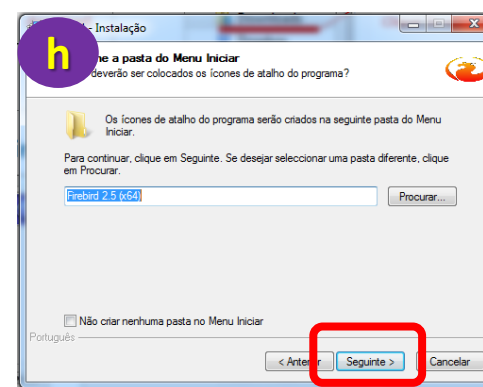 h
- Instalação
a pasta do Menu Iniciar
deverão ser colocados os ícones de atalho do programa?
Os ícones de atalho do programa serão criados na seguinte pasta do Menu
Iniciar.
Para continuar, clique em Seguinte. Se desejar seleccionar uma pasta diferente, clique
em Procurar.
Firebird 2.5 (x64)
Procurar...
Não criar nenhuma pasta no Menu Iniciar
Português
< Anterior
Seguinte >
Cancelar